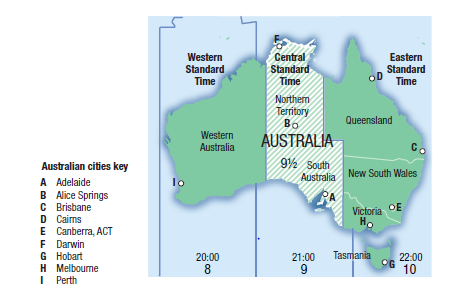 F
Western
Standard
Time
Central
Standard
Time
Eastern
Standard
Time
D
Northern
Territory
B
Queensland
Western
Australia
AUSTRALIA
C
9½
South
Australia
New South Wales
I
A
Victoria
E
H
Tasmania
G
20:00
8
21:00
9
22:00
10
Australian cities key
A Adelaide
B Alice Springs
C Brisbane
D Cairns
E Canberra, ACT
F Darwin
G Hobart
H Melbourne
I Perth